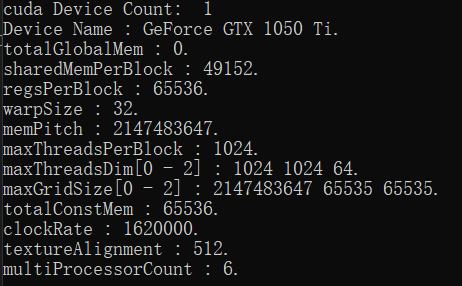 cuda Device Count:  1
Device Name : GeForce GTX 1050 Ti.
totalGlobalMem : 0.
sharedMemPerBlock : 49152.
regsPerBlock : 65536.
warpSize : 32.
memPitch : 2147483647.
maxThreadsPerBlock : 1024.
maxThreadsDim[0 - 2] : 1024 1024 64.
maxGridSize[0 - 2] : 2147483647 65535 65535.
totalConstMem : 65536.
clockRate : 1620000.
textureAlignment : 512.
multiProcessorCount : 6.